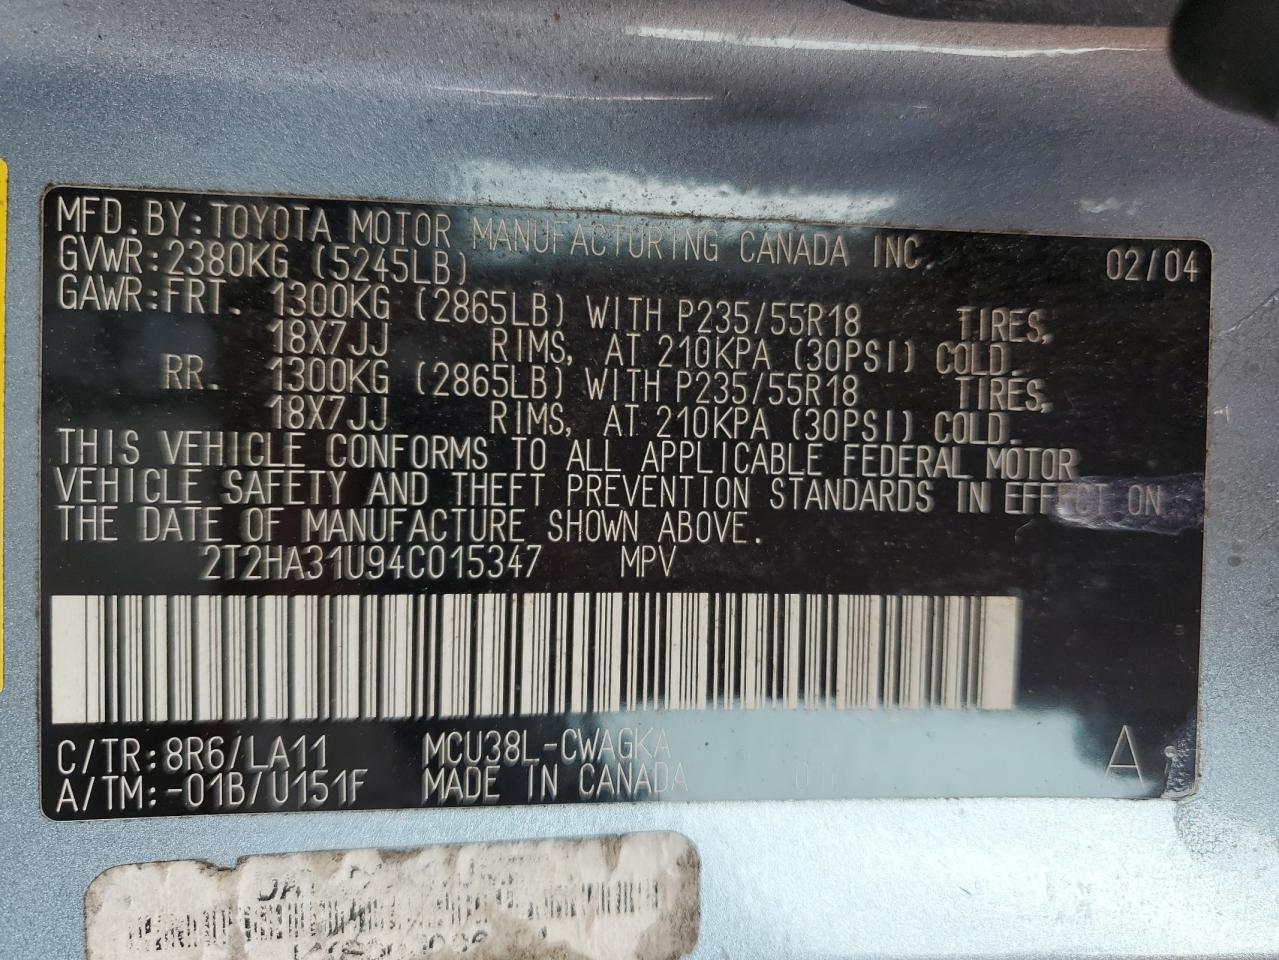 MFD.BY:TOYOTA MOTOR MANUFACTURING CANADA INC. 02/04
GVWR:2380KG (5245LB)
GAWR:FRT. 1300KG (2865LB) WITH P235/55R18 TIRES,
18X7JJ RIMS, AT 210KPA (30PSI) COLD.
RR. 1300KG (2865LB) WITH P235/55R18 TIRES,
18X7JJ RIMS, AT 210KPA (30PSI) COLD.
THIS VEHICLE CONFORMS TO ALL APPLICABLE FEDERAL MOTOR
VEHICLE SAFETY AND THEFT PREVENTION STANDARDS IN EFFECT ON
THE DATE OF MANUFACTURE SHOWN ABOVE.
2T2HA31U94C015347 MPV
C/TR:8R6/LA11 MCU38L-CWAGKA A
A/TM:-01B/U151F MADE IN CANADA